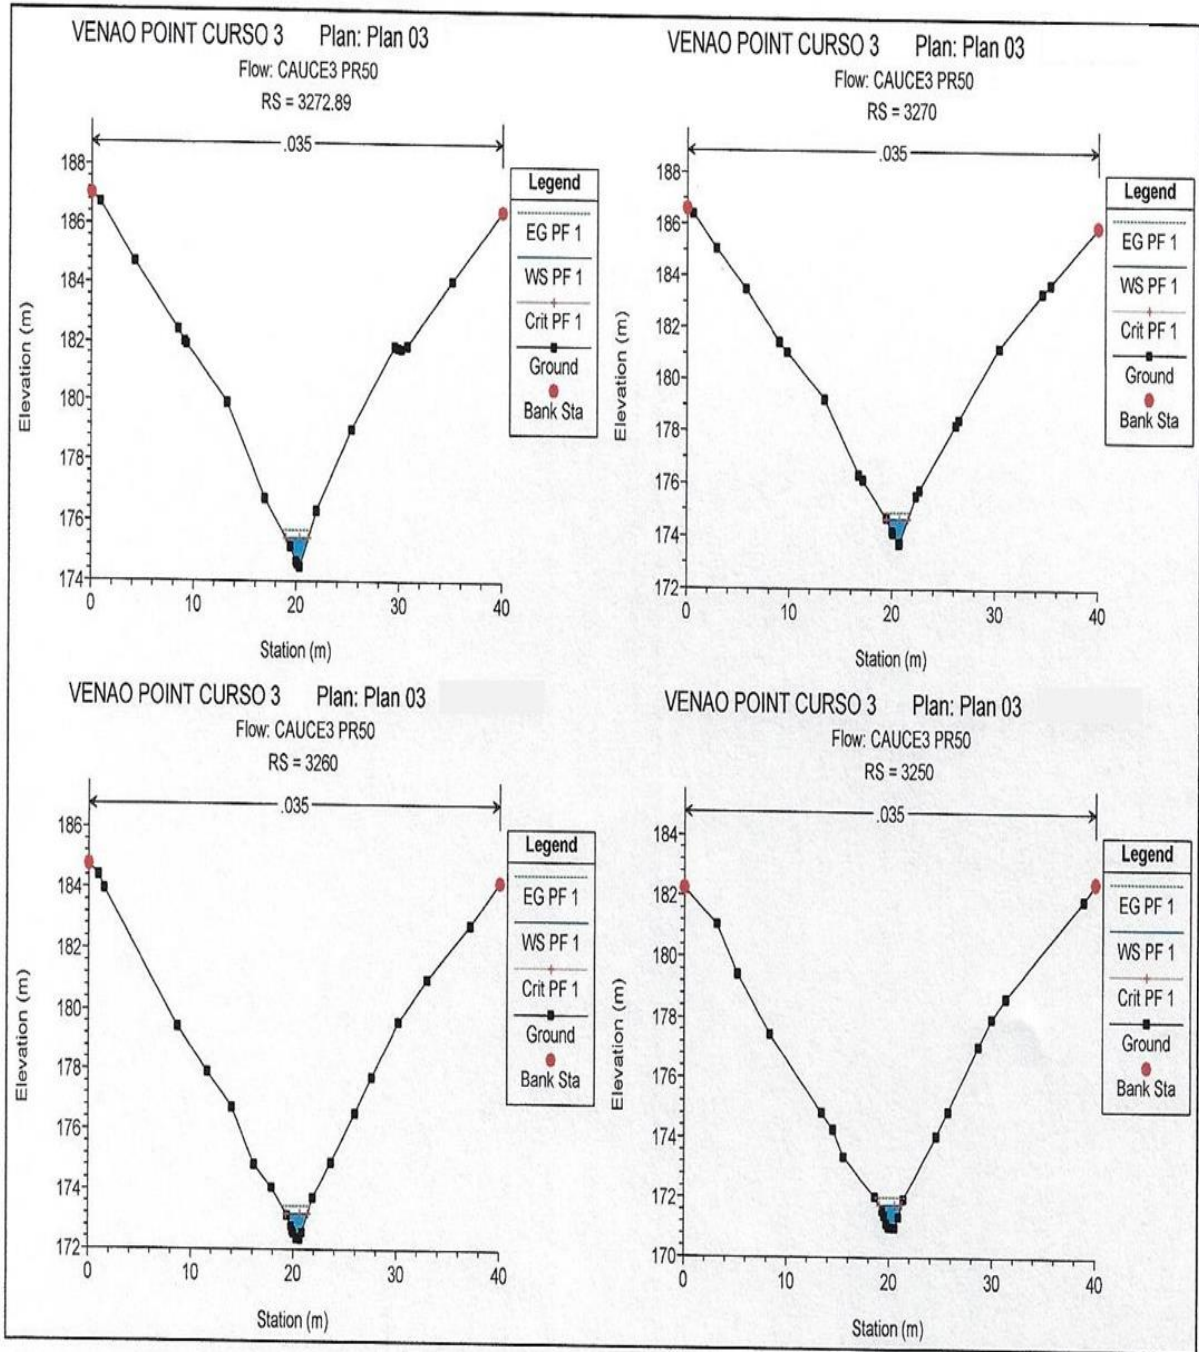 VENAO POINT CURSO 3 Plan: Plan 03
Flow: CAUCE3 PR50
RS = 3272.89
.035
188
186
184
182
180
178
176
174
Elevation (m)
0 10 20 30 40
Station (m)
Legend
EG PF 1
WS PF 1
Crit PF 1
Ground
Bank Sta
VENAO POINT CURSO 3 Plan: Plan 03
Flow: CAUCE3 PR50
RS = 3270
.035
188
186
184
182
180
178
176
174
172
Elevation (m)
0 10 20 30 40
Station (m)
Legend
EG PF 1
WS PF 1
Crit PF 1
Ground
Bank Sta
VENAO POINT CURSO 3 Plan: Plan 03
Flow: CAUCE3 PR50
RS = 3260
.035
186
184
182
180
178
176
174
172
Elevation (m)
0 10 20 30 40
Station (m)
Legend
EG PF 1
WS PF 1
Crit PF 1
Ground
Bank Sta
VENAO POINT CURSO 3 Plan: Plan 03
Flow: CAUCE3 PR50
RS = 3250
.035
184
182
180
178
176
174
172
170
Elevation (m)
0 10 20 30 40
Station (m)
Legend
EG PF 1
WS PF 1
Crit PF 1
Ground
Bank Sta